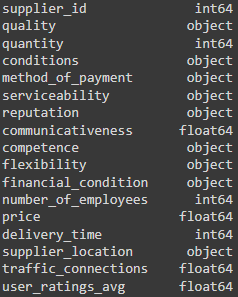 supplier_id int64
quality object
quantity int64
conditions object
method_of_payment object
serviceability object
reputation object
communicativeness float64
competence object
flexibility object
financial_condition object
number_of_employees int64
price float64
delivery_time int64
supplier_location object
traffic_connections float64
user_ratings_avg float64